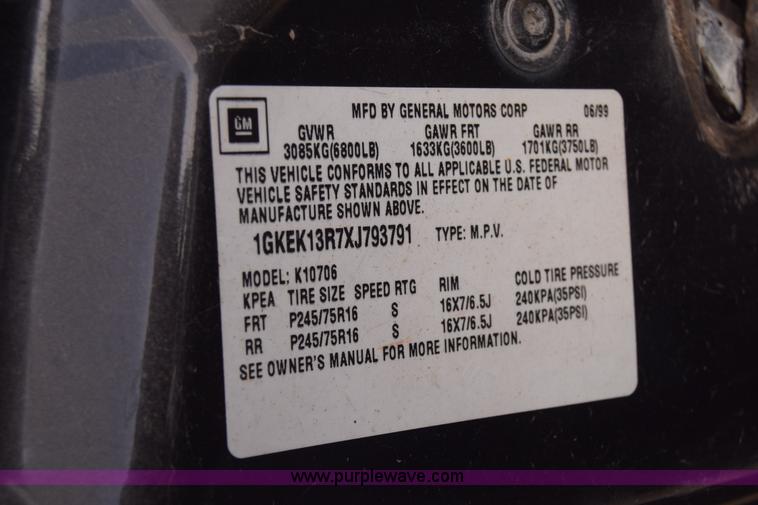 GM
MFD BY GENERAL MOTORS CORP 06/99
GVWR GAWR FRT GAWR RR
3085KG(6800LB) 1633KG(3600LB) 1701KG(3750LB)
THIS VEHICLE CONFORMS TO ALL APPLICABLE U.S. FEDERAL MOTOR
VEHICLE SAFETY STANDARDS IN EFFECT ON THE DATE OF
MANUFACTURE SHOWN ABOVE.
1GKEK13R7XJ793791 TYPE: M.P.V.
MODEL: K10706
KPEA TIRE SIZE SPEED RTG RIM COLD TIRE PRESSURE
FRT P245/75R16 S 16X7/6.5J 240KPA(35PSI)
RR P245/75R16 S 16X7/6.5J 240KPA(35PSI)
SEE OWNER'S MANUAL FOR MORE INFORMATION.
www.purplewave.com